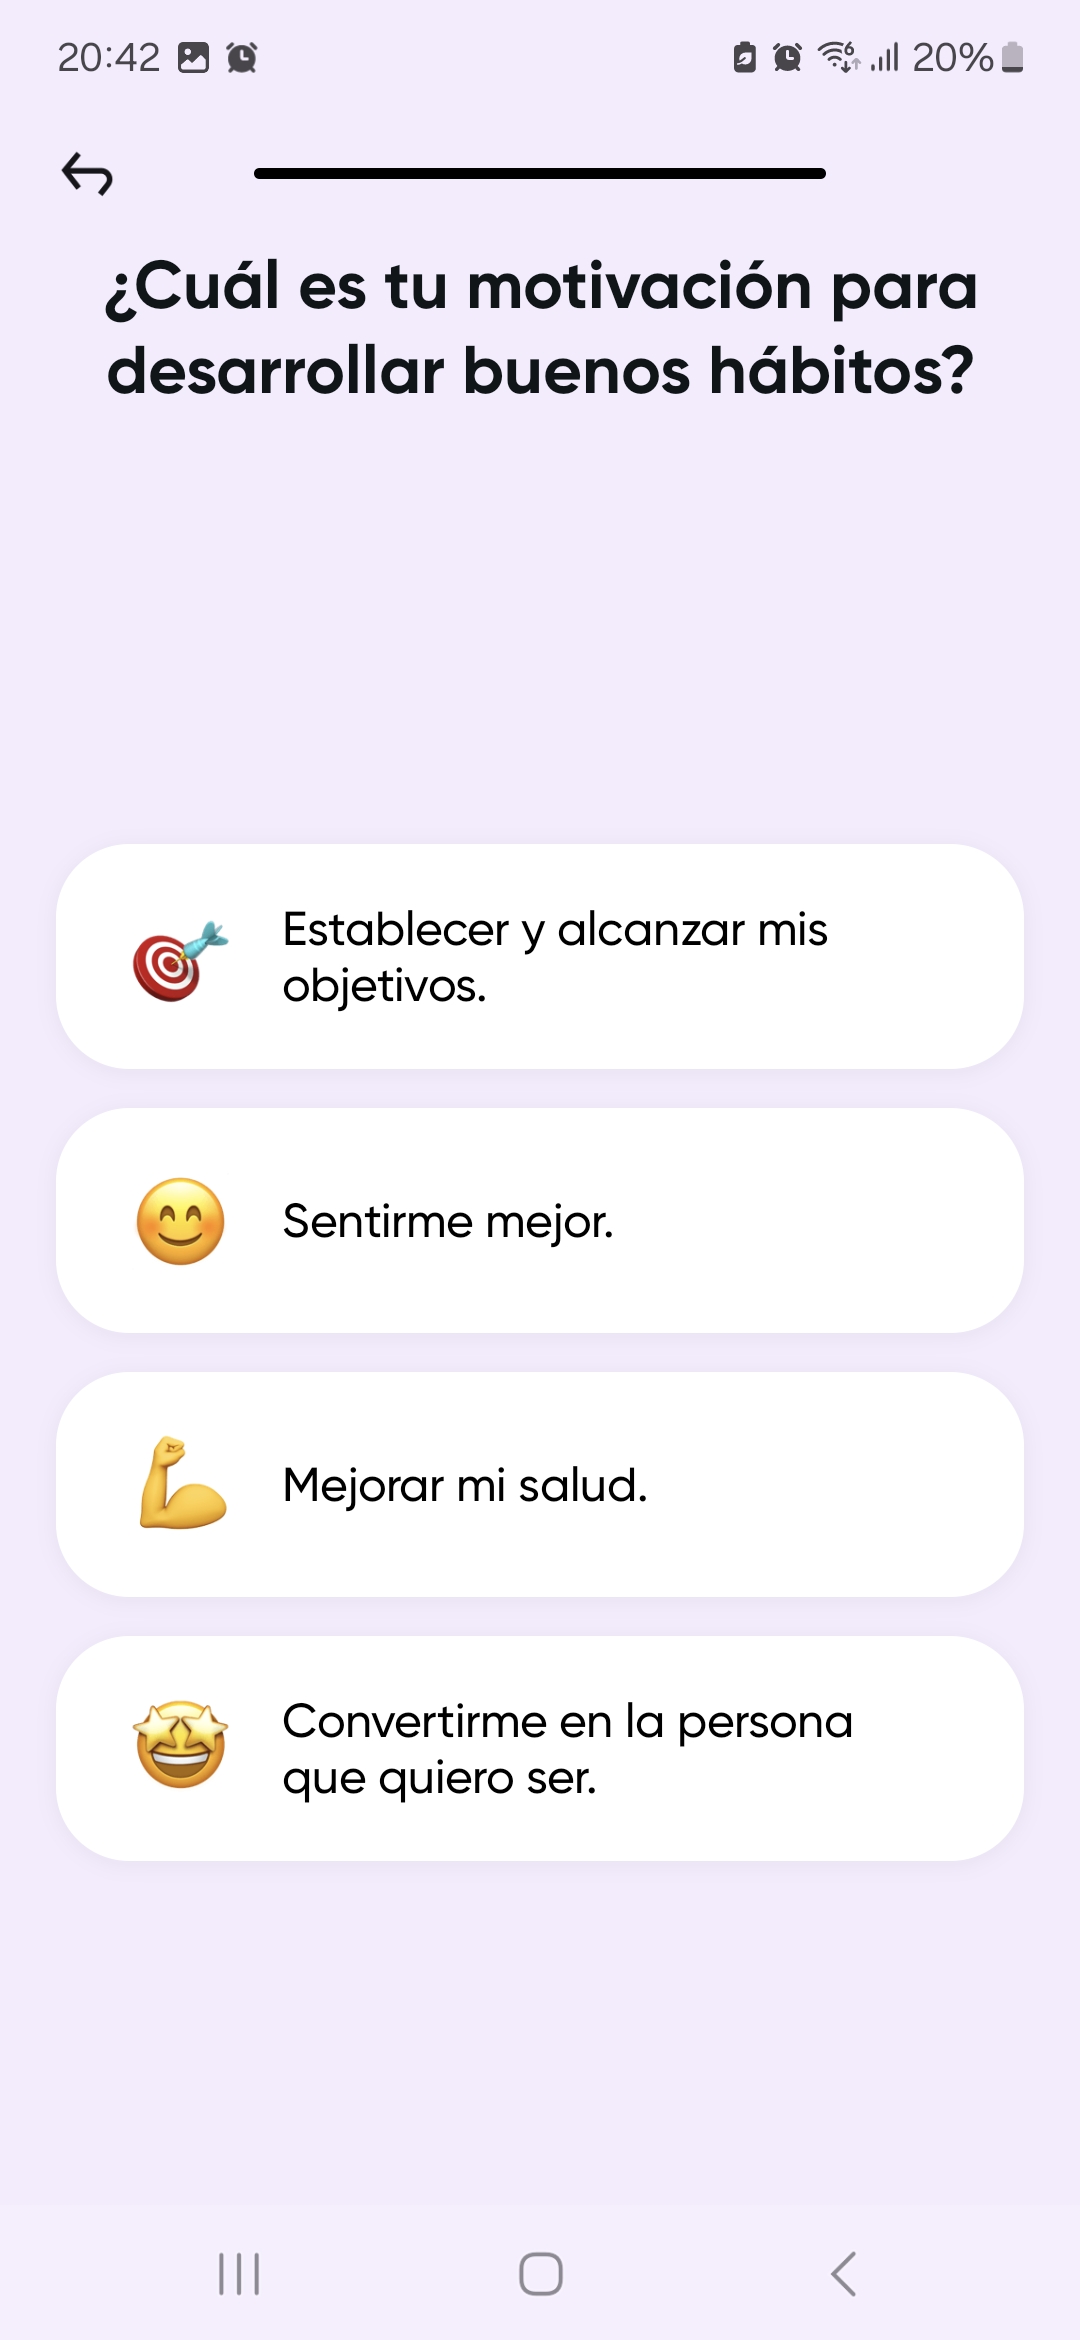 20:42
20%
¿Cuál es tu motivación para
desarrollar buenos hábitos?
Establecer y alcanzar mis
objetivos.
Sentirme mejor.
Mejorar mi salud.
Convertirme en la persona
que quiero ser.